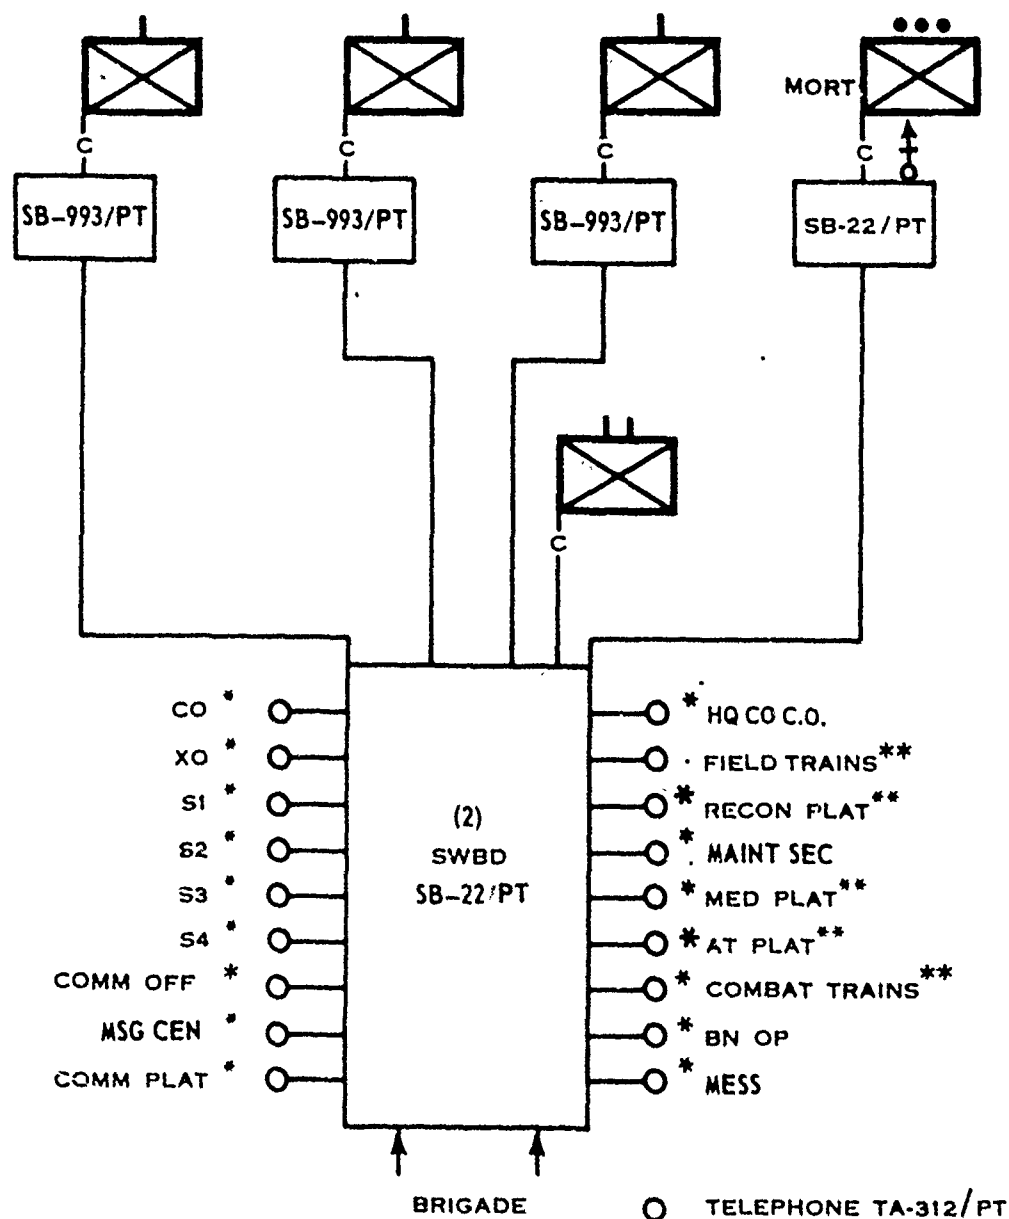 MORT
C
C
C
C
SB-993/PT
SB-993/PT
SB-993/PT
SB-22/PT
C
CO *
XO *
S1 *
S2 *
S3 *
S4 *
COMM OFF *
MSG CEN *
COMM PLAT *
(2)
SWBD
SB-22/PT
* HQ CO C.O.
FIELD TRAINS**
* RECON PLAT**
* MAINT SEC
* MED PLAT**
* AT PLAT**
* COMBAT TRAINS**
* BN OP
* MESS
BRIGADE
TELEPHONE TA-312/PT